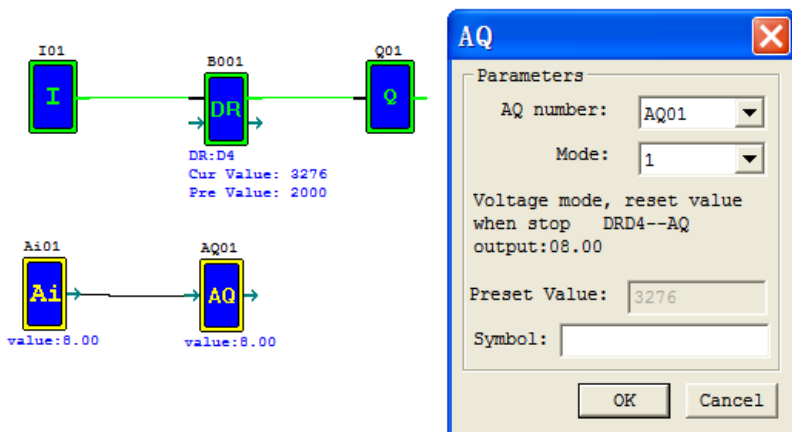 I01
B001
Q01
I
DR
Q
DR:D4
Cur Value: 3276
Pre Value: 2000
Ai01
AQ01
Ai
AQ
value:8.00
value:8.00
AQ
Parameters
AQ number: AQ01
Mode: 1
Voltage mode, reset value
when stop DRD4--AQ
output:08.00
Preset Value: 3276
Symbol:
OK Cancel